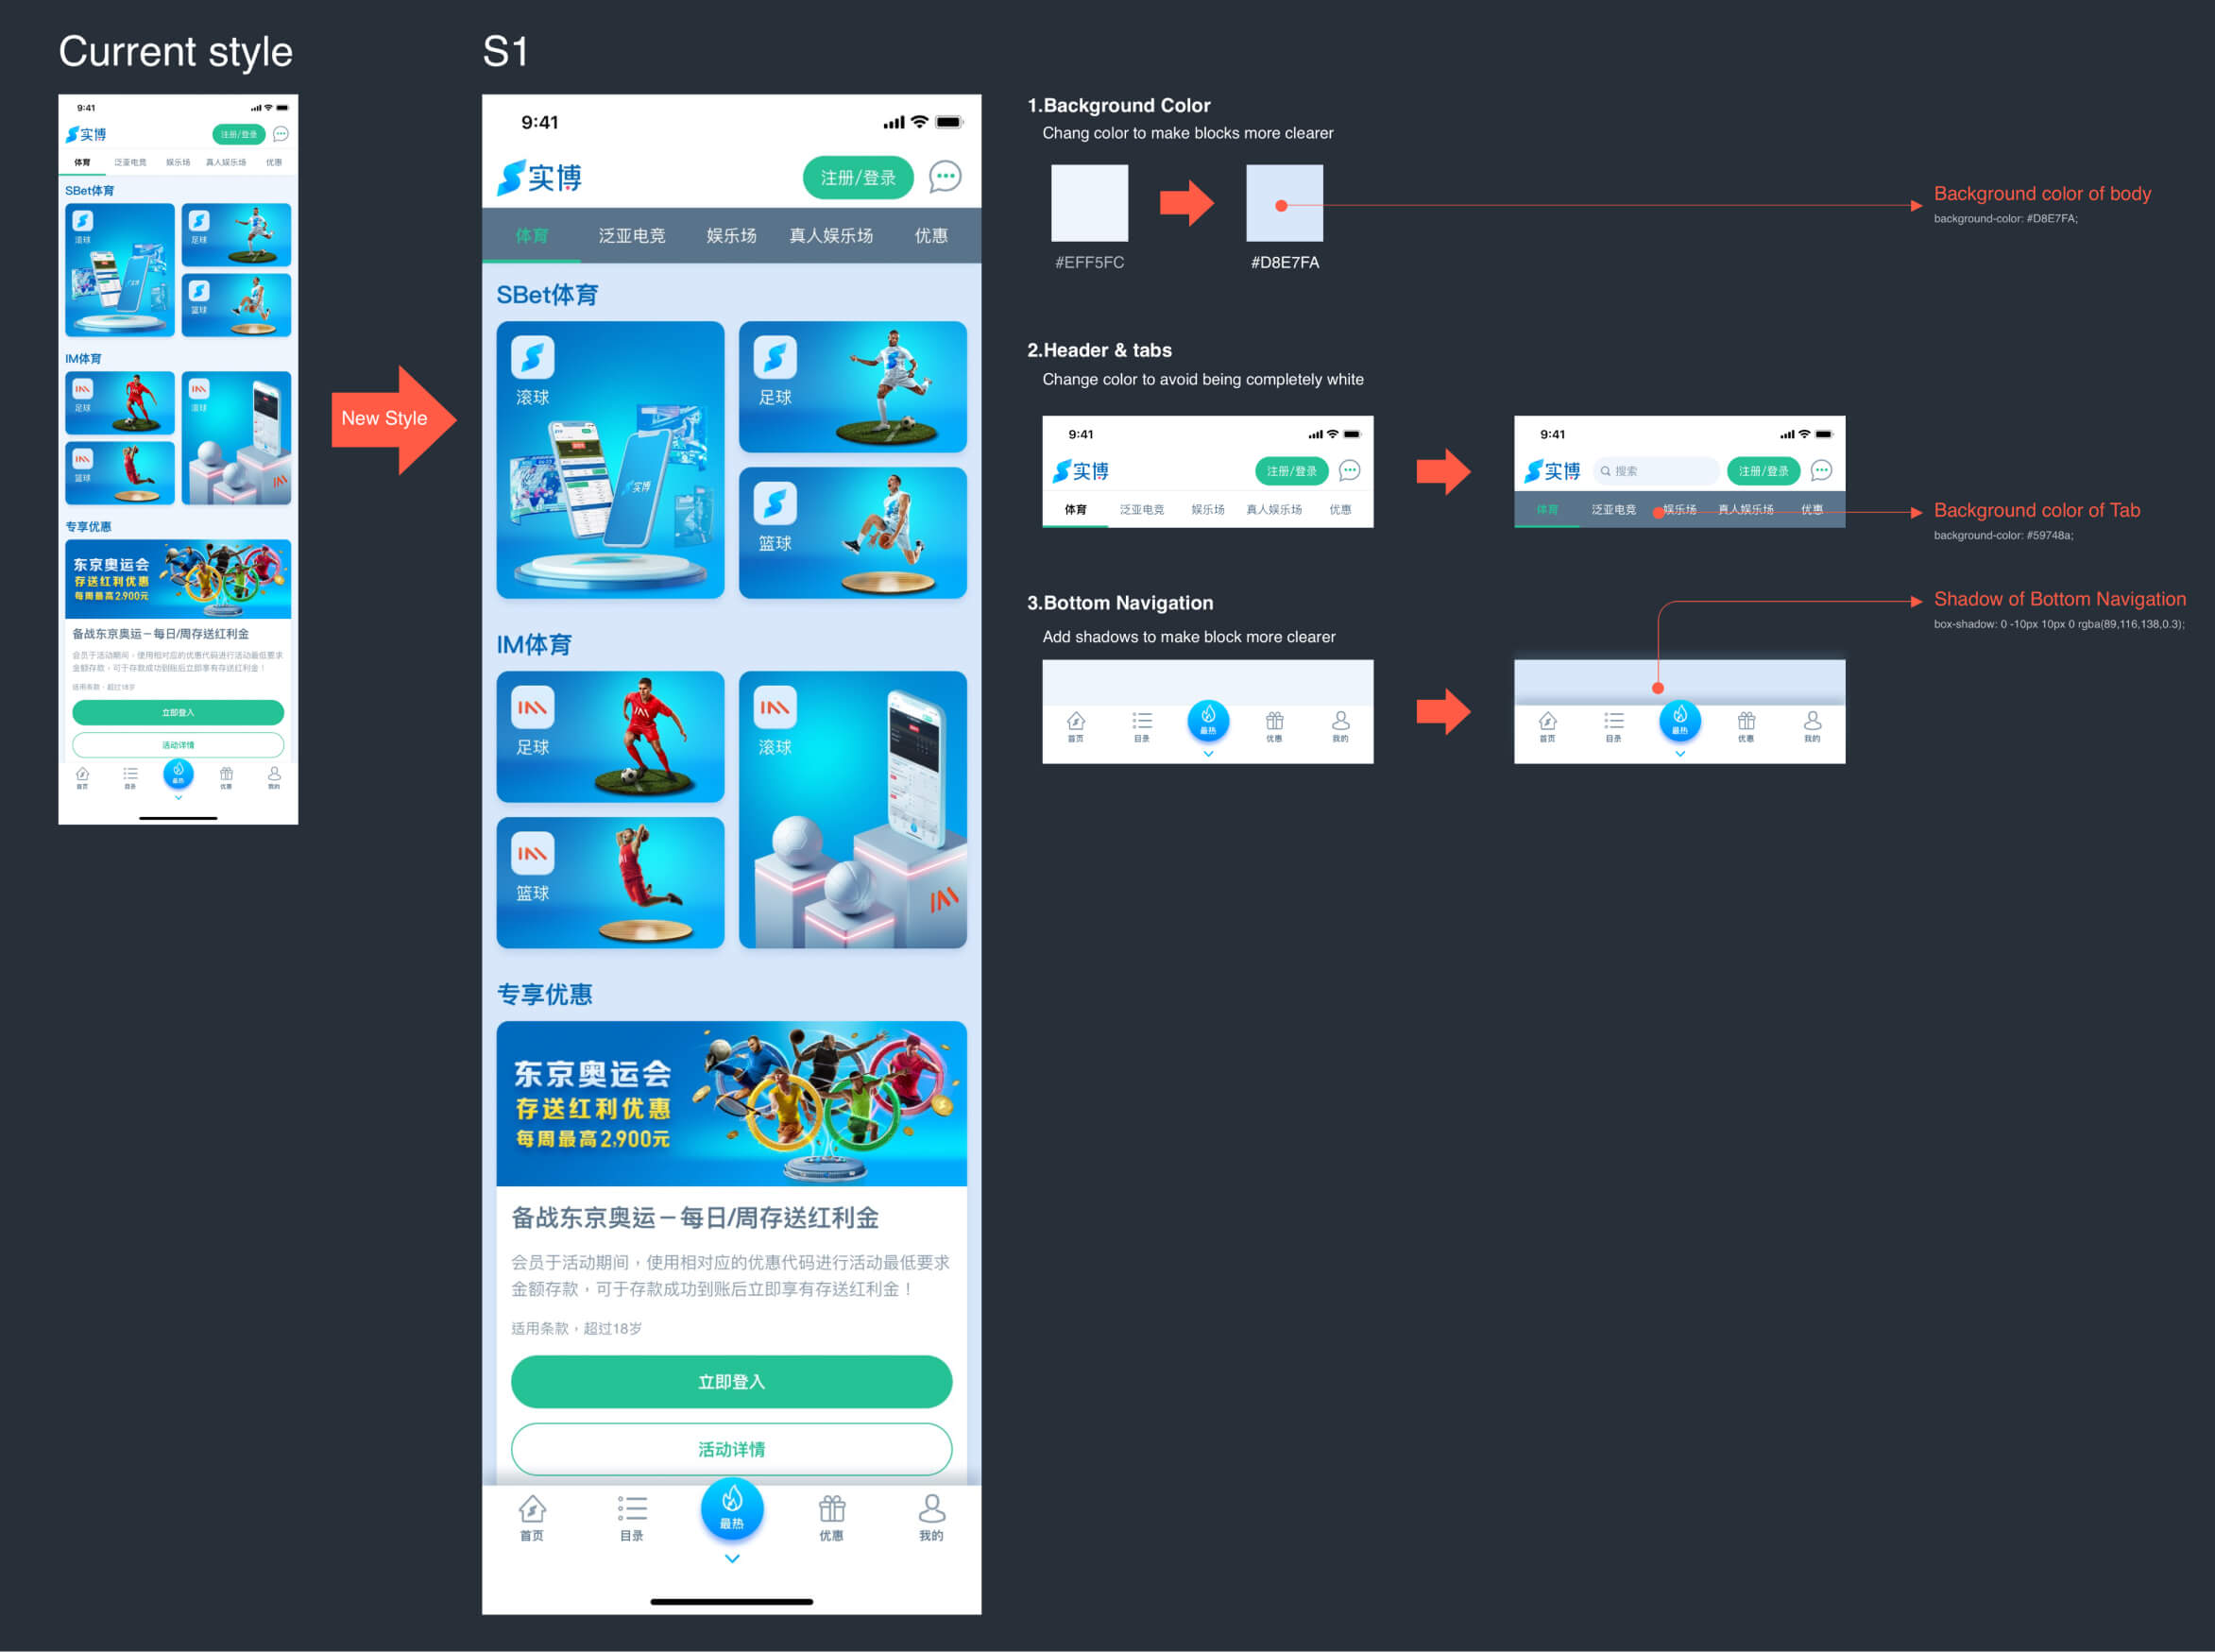 Current style
9:41
实博
注册/登录
体育 泛亚电竞 娱乐场 真人娱乐场 优惠
SBet体育
滚球
足球
篮球
IM体育
足球
滚球
篮球
专享优惠
东京奥运会
存送红利优惠
每周最高2,900元
备战东京奥运－每日/周存送红利金
会员于活动期间，使用相对应的优惠代码进行活动最低要求
金额存款，可于存款成功到账后立即享有存送红利金！
适用条款，超过18岁
立即登入
活动详情
首页 目录 最热 优惠 我的
New Style
S1
9:41
实博
注册/登录
体育 泛亚电竞 娱乐场 真人娱乐场 优惠
SBet体育
滚球
足球
实博
篮球
IM体育
足球
滚球
篮球
专享优惠
东京奥运会
存送红利优惠
每周最高2,900元
备战东京奥运－每日/周存送红利金
会员于活动期间，使用相对应的优惠代码进行活动最低要求
金额存款，可于存款成功到账后立即享有存送红利金！
适用条款，超过18岁
立即登入
活动详情
首页 目录 最热 优惠 我的
1.Background Color
Chang color to make blocks more clearer
#EFF5FC
#D8E7FA
Background color of body
background-color: #D8E7FA;
2.Header & tabs
Change color to avoid being completely white
9:41
实博
注册/登录
体育 泛亚电竞 娱乐场 真人娱乐场 优惠
9:41
实博
搜索
注册/登录
体育 泛亚电竞 娱乐场 真人娱乐场 优惠
Background color of Tab
background-color: #59748a;
3.Bottom Navigation
Add shadows to make block more clearer
首页 目录 最热 优惠 我的
首页 目录 最热 优惠 我的
Shadow of Bottom Navigation
box-shadow: 0 -10px 10px 0 rgba(89,116,138,0.3);